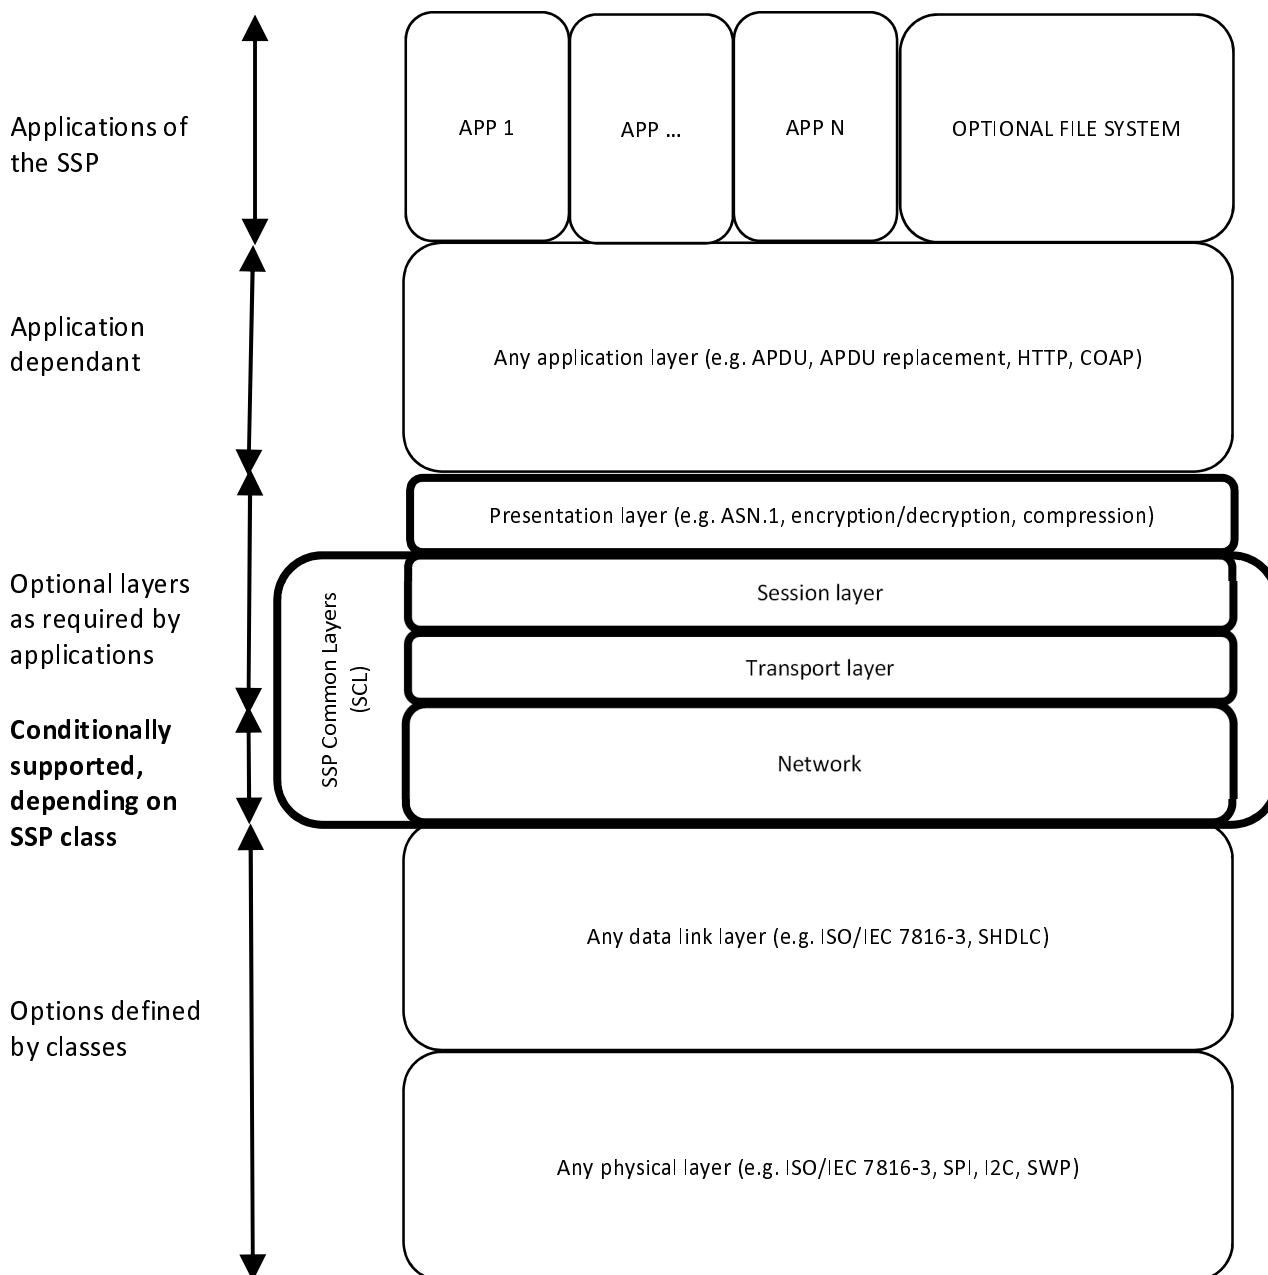 Applications of
the SSP
APP 1
APP ...
APP N
OPTIONAL FILE SYSTEM
Application
dependant
Any application layer (e.g. APDU, APDU replacement, HTTP, COAP)
Presentation layer (e.g. ASN.1, encryption/decryption, compression)
Optional layers
as required by
applications
SSP Common Layers
(SCL)
Session layer
Transport layer
Conditionally
supported,
depending on
SSP class
Network
Any data link layer (e.g. ISO/IEC 7816-3, SHDLC)
Options defined
by classes
Any physical layer (e.g. ISO/IEC 7816-3, SPI, I2C, SWP)